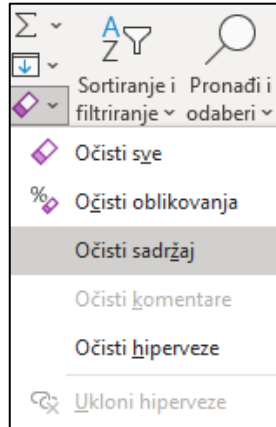 Sortiranje i
filtriranje
Pronađi i
odaberi
Očisti sve
Očisti oblikovanja
Očisti sadržaj
Očisti komentare
Očisti hiperveze
Ukloni hiperveze